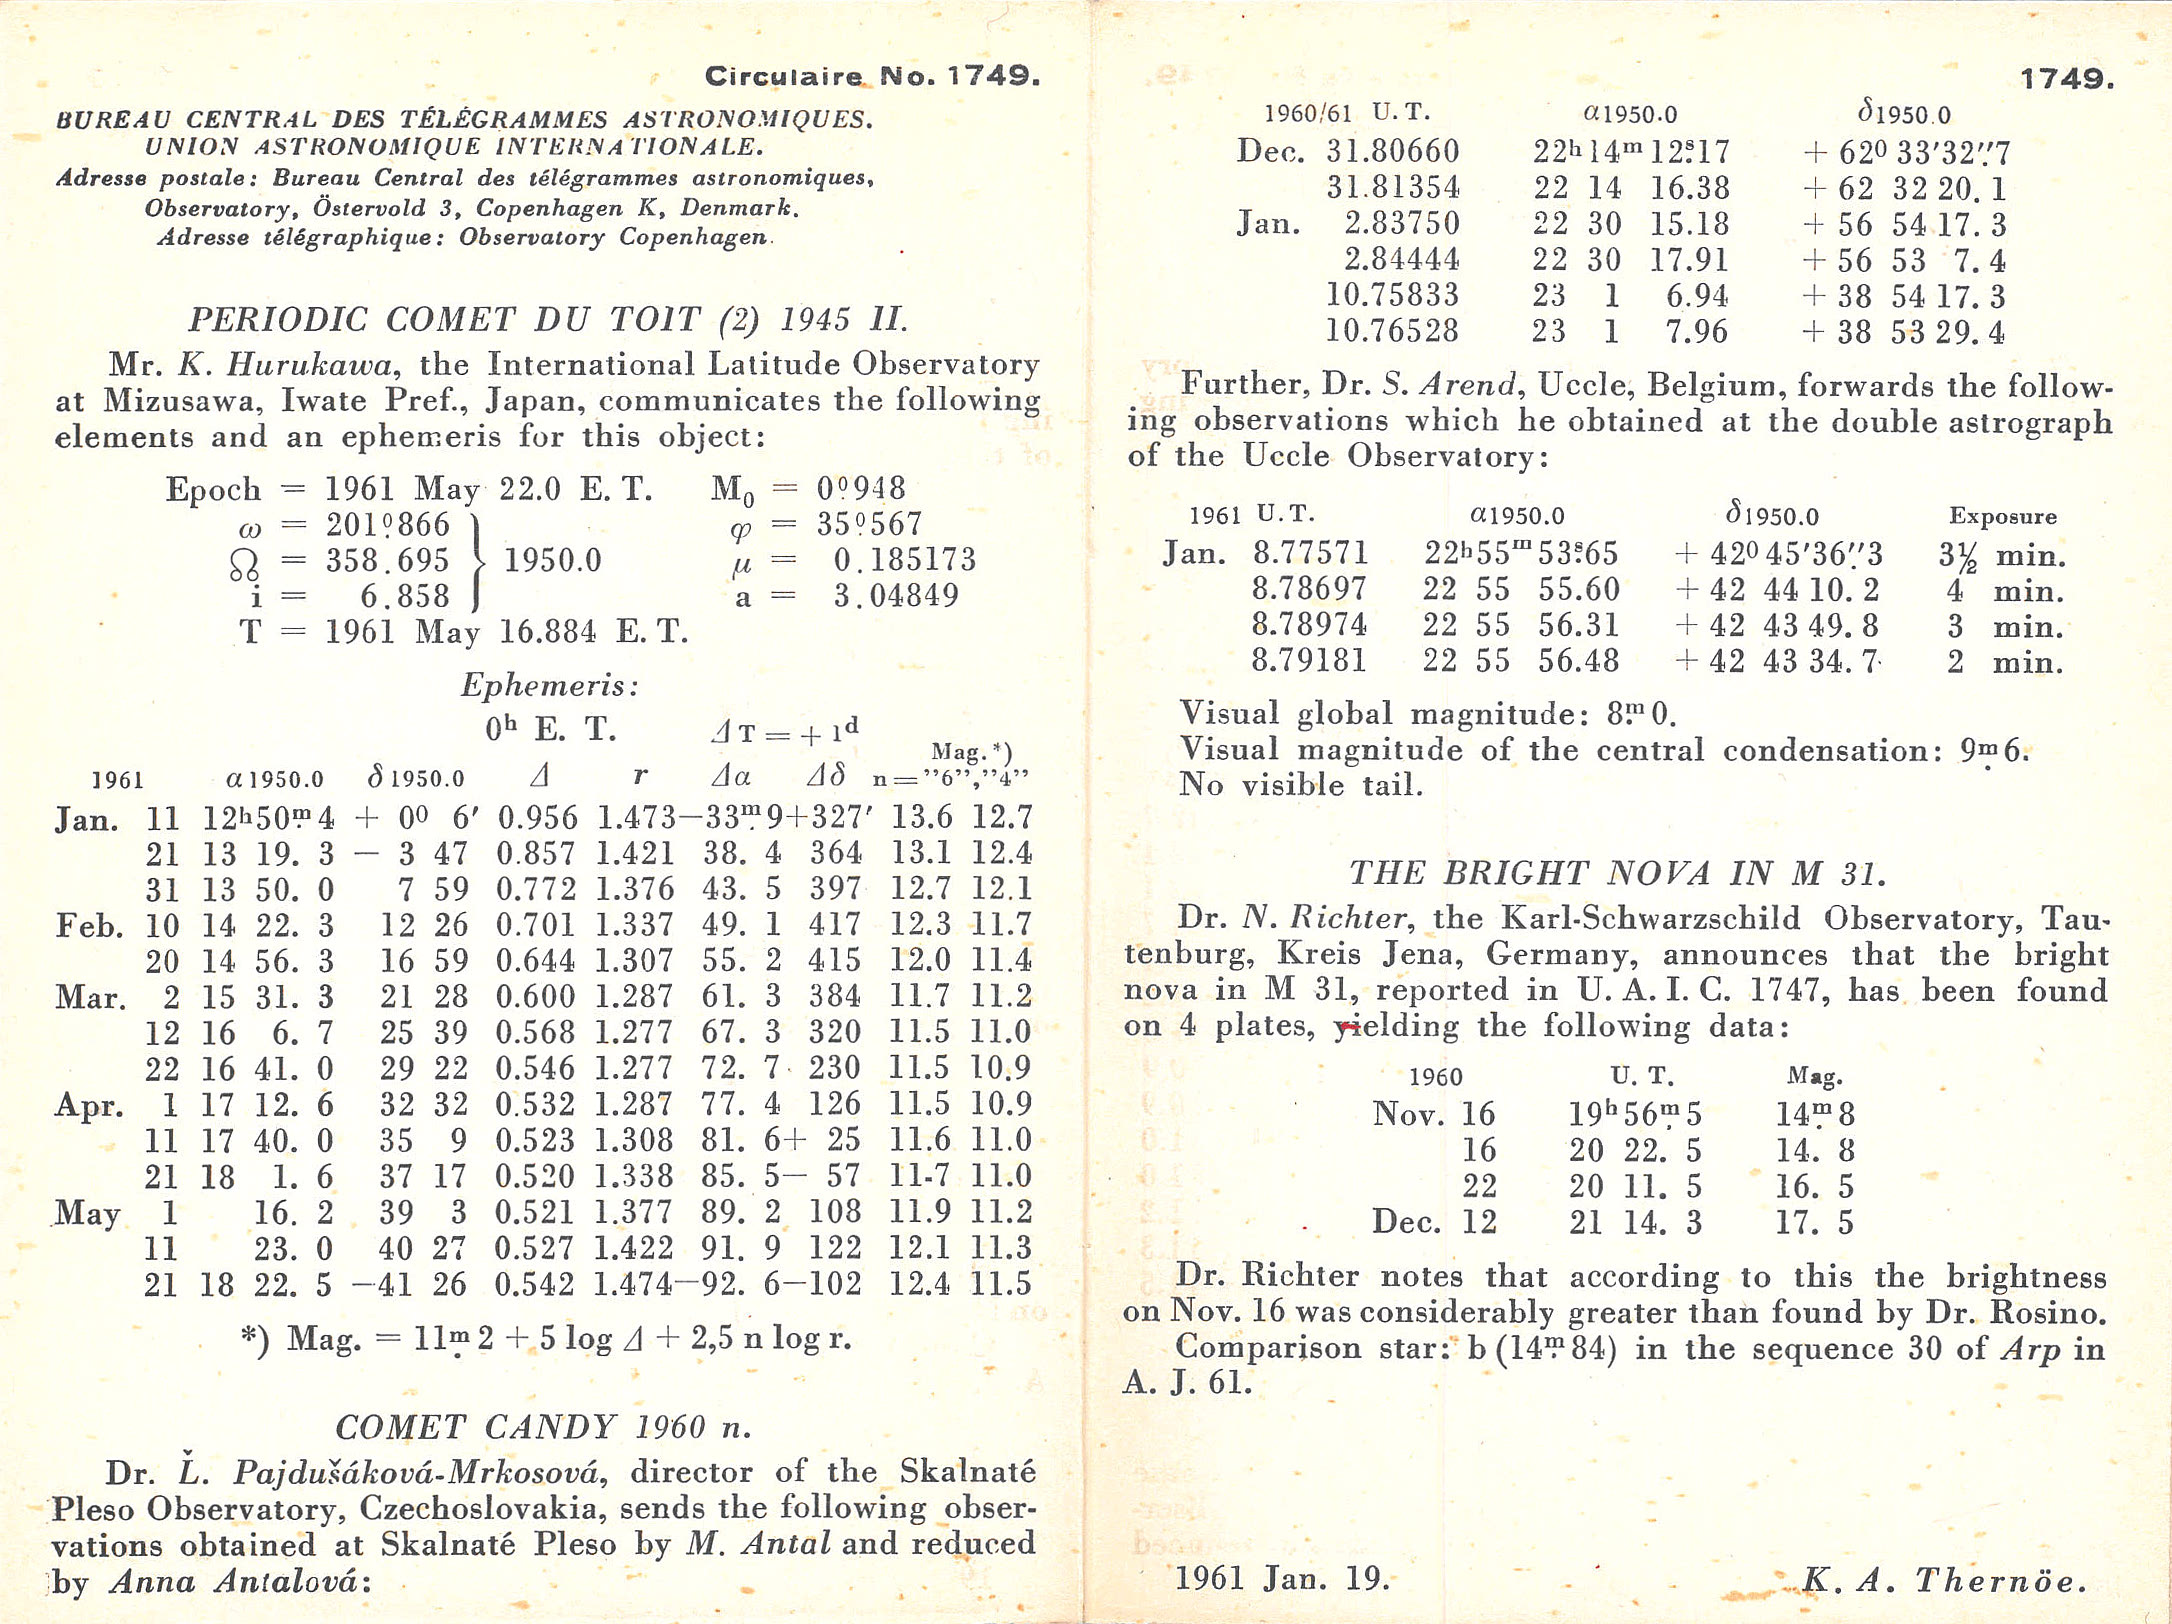 Circulaire No. 1749.
BUREAU CENTRAL DES TÉLÉGRAMMES ASTRONOMIQUES.
UNION ASTRONOMIQUE INTERNATIONALE.
Adresse postale: Bureau Central des télégrammes astronomiques,
Observatory, Östervold 3, Copenhagen K, Denmark.
Adresse télégraphique: Observatory Copenhagen.
PERIODIC COMET DU TOIT (2) 1945 II.
Mr. K. Hurukawa, the International Latitude Observatory
at Mizusawa, Iwate Pref., Japan, communicates the following
elements and an ephemeris for this object:
Epoch = 1961 May 22.0 E. T. M₀ = 0°.948
ω = 201°.866 φ = 35°.567
☊ = 358.695 } 1950.0 μ = 0.185173
i = 6.858 a = 3.04849
T = 1961 May 16.884 E. T.
Ephemeris:
0ʰ E. T. ΔT = + 1ᵈ
Mag.*)
1961 α1950.0 δ1950.0 Δ r Δα Δδ n=”6”,”4”
Jan. 11 12ʰ50ᵐ.4 + 0° 6′ 0.956 1.473 −33ᵐ.9 +327′ 13.6 12.7
21 13 19. 3 − 3 47 0.857 1.421 38. 4 364 13.1 12.4
31 13 50. 0 7 59 0.772 1.376 43. 5 397 12.7 12.1
Feb. 10 14 22. 3 12 26 0.701 1.337 49. 1 417 12.3 11.7
20 14 56. 3 16 59 0.644 1.307 55. 2 415 12.0 11.4
Mar. 2 15 31. 3 21 28 0.600 1.287 61. 3 384 11.7 11.2
12 16 6. 7 25 39 0.568 1.277 67. 3 320 11.5 11.0
22 16 41. 0 29 22 0.546 1.277 72. 7 230 11.5 10.9
Apr. 1 17 12. 6 32 32 0.532 1.287 77. 4 126 11.5 10.9
11 17 40. 0 35 9 0.523 1.308 81. 6 + 25 11.6 11.0
21 18 1. 6 37 17 0.520 1.338 85. 5 − 57 11-7 11.0
May 1 16. 2 39 3 0.521 1.377 89. 2 108 11.9 11.2
11 23. 0 40 27 0.527 1.422 91. 9 122 12.1 11.3
21 18 22. 5 −41 26 0.542 1.474 −92. 6 −102 12.4 11.5
*) Mag. = 11ᵐ.2 + 5 log Δ + 2,5 n log r.
COMET CANDY 1960 n.
Dr. Ľ. Pajdušáková-Mrkosová, director of the Skalnaté
Pleso Observatory, Czechoslovakia, sends the following obser-
vations obtained at Skalnaté Pleso by M. Antal and reduced
by Anna Antalová:
1749.
1960/61 U. T. α1950.0 δ1950.0
Dec. 31.80660 22ʰ14ᵐ12ˢ.17 + 62° 33′32″.7
31.81354 22 14 16.38 + 62 32 20. 1
Jan. 2.83750 22 30 15.18 + 56 54 17. 3
2.84444 22 30 17.91 + 56 53 7. 4
10.75833 23 1 6.94 + 38 54 17. 3
10.76528 23 1 7.96 + 38 53 29. 4
Further, Dr. S. Arend, Uccle, Belgium, forwards the follow-
ing observations which he obtained at the double astrograph
of the Uccle Observatory:
1961 U.T. α1950.0 δ1950.0 Exposure
Jan. 8.77571 22ʰ55ᵐ53ˢ.65 + 42° 45′36″.3 3½ min.
8.78697 22 55 55.60 + 42 44 10. 2 4 min.
8.78974 22 55 56.31 + 42 43 49. 8 3 min.
8.79181 22 55 56.48 + 42 43 34. 7 2 min.
Visual global magnitude: 8ᵐ.0.
Visual magnitude of the central condensation: 9ᵐ.6.
No visible tail.
THE BRIGHT NOVA IN M 31.
Dr. N. Richter, the Karl-Schwarzschild Observatory, Tau-
tenburg, Kreis Jena, Germany, announces that the bright
nova in M 31, reported in U. A. I. C. 1747, has been found
on 4 plates, yielding the following data:
1960 U. T. Mag.
Nov. 16 19ʰ56ᵐ.5 14ᵐ.8
16 20 22. 5 14. 8
22 20 11. 5 16. 5
Dec. 12 21 14. 3 17. 5
Dr. Richter notes that according to this the brightness
on Nov. 16 was considerably greater than found by Dr. Rosino.
Comparison star: b (14ᵐ.84) in the sequence 30 of Arp in
A. J. 61.
1961 Jan. 19. K. A. Thernöe.